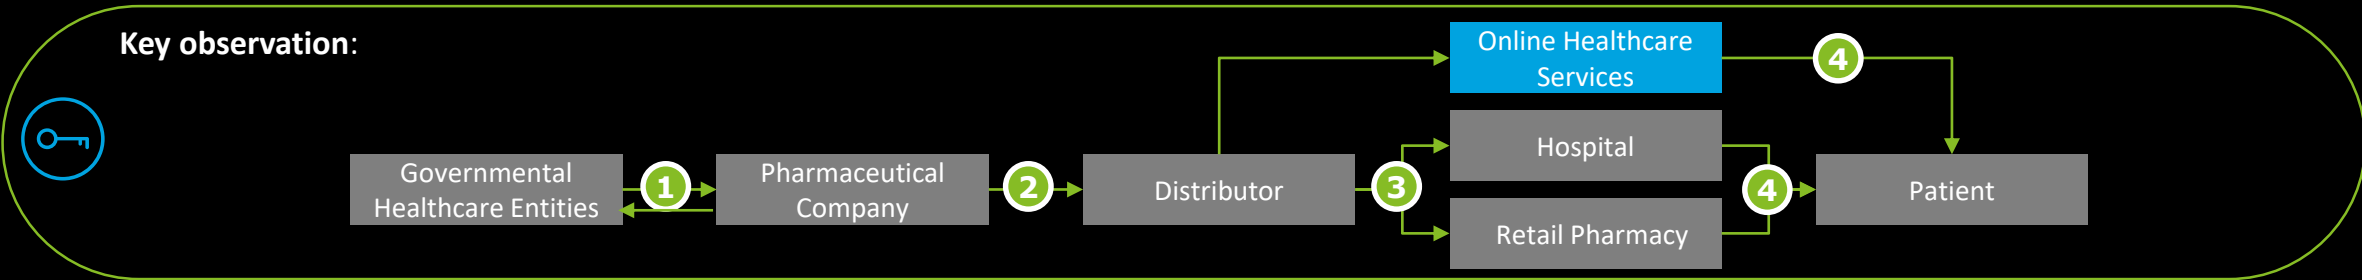 Key observation:
Online Healthcare
Services
4
Hospital
Governmental
Healthcare Entities
1
Pharmaceutical
Company
2
Distributor
3
4
Patient
Retail Pharmacy